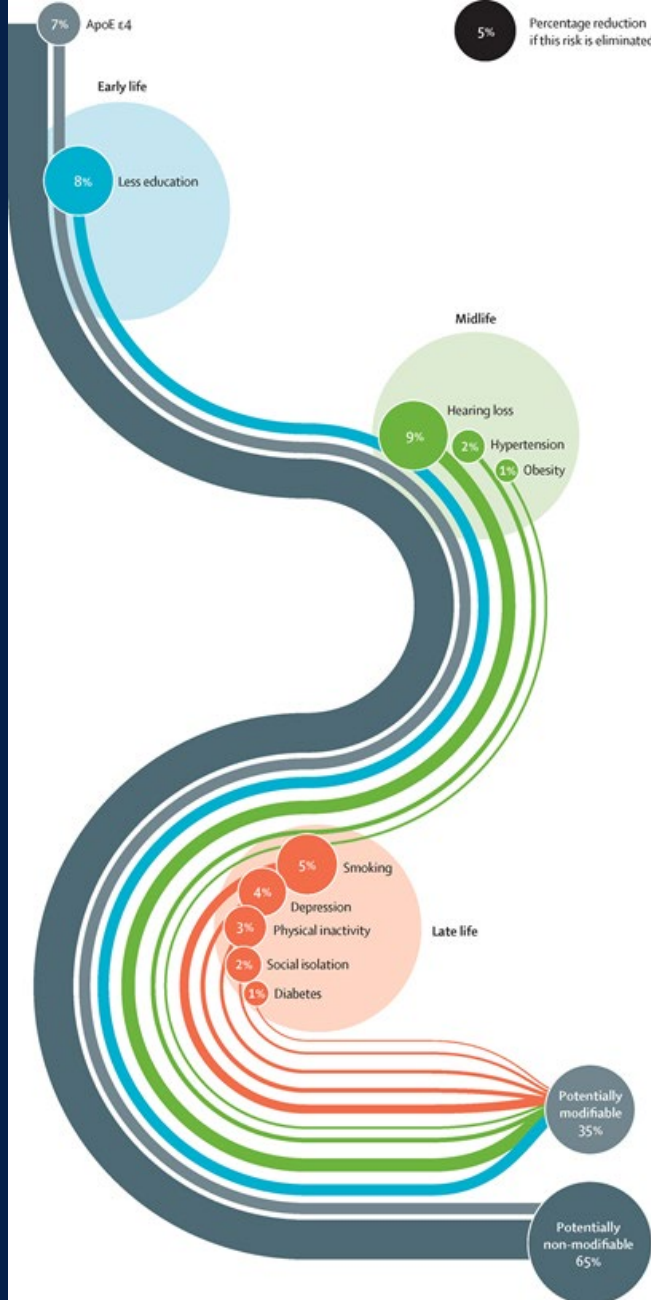 7%
ApoE ε4
5%
Percentage reduction
if this risk is eliminated
Early life
8%
Less education
Midlife
Hearing loss
9%
2%
Hypertension
1%
Obesity
5%
Smoking
4%
Depression
3%
Physical inactivity
Late life
2%
Social isolation
1%
Diabetes
Potentially
modifiable
35%
Potentially
non-modifiable
65%